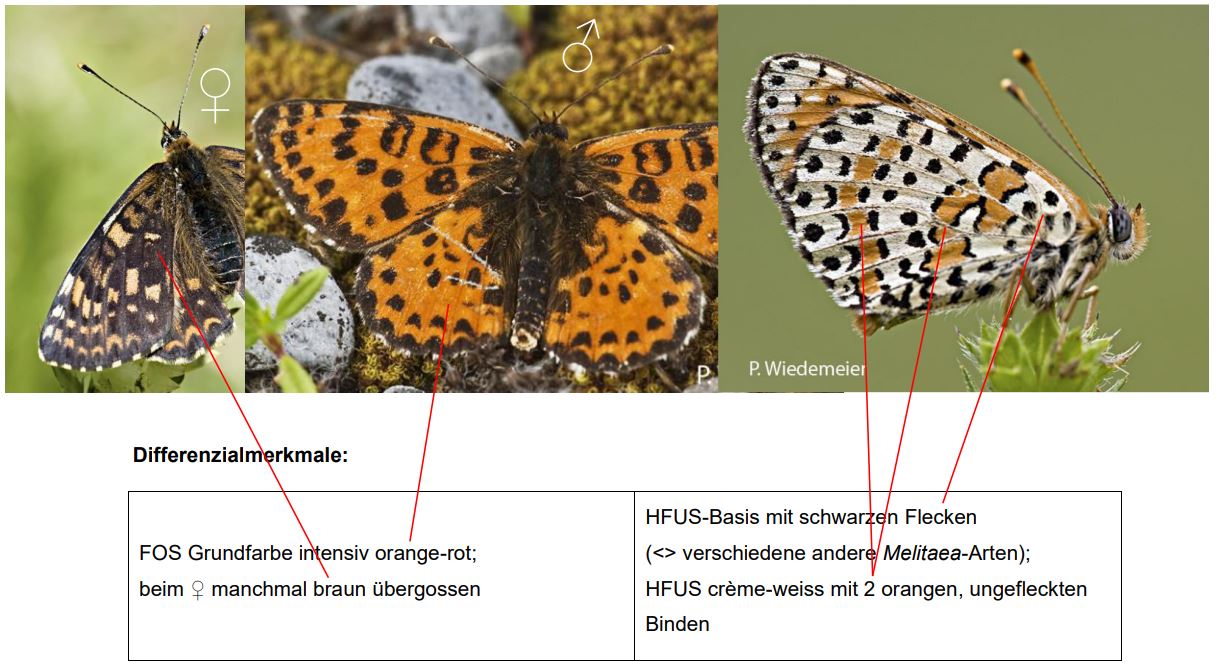 ♀
♂
P.
P. Wiedemeier
Differenzialmerkmale:
FOS Grundfarbe intensiv orange-rot;
beim ♀ manchmal braun übergossen
HFUS-Basis mit schwarzen Flecken
(<> verschiedene andere Melitaea-Arten);
HFUS crème-weiss mit 2 orangen, ungefleckten
Binden